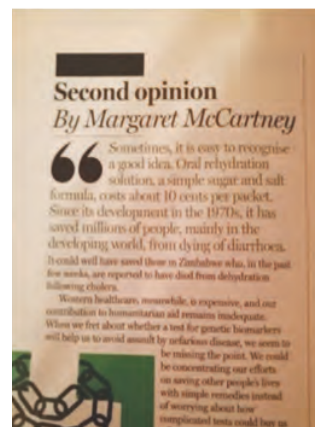 Second opinion
By Margaret McCartney
“ Sometimes, it is easy to recognise
a good idea. Oral rehydration
solution, a simple sugar and salt
formula, costs about 10 cents per packet.
Since its development in the 1970s, it has
saved millions of people, mainly in the
developing world, from dying of diarrhoea.
It could well have saved those in Zimbabwe who, in the past
few weeks, are reported to have died from dehydration
following cholera.
Western healthcare, meanwhile, is expensive, and our
contribution to humanitarian aid remains inadequate.
When we fret about whether a test for genetic biomarkers
will help us to avoid assault by nefarious disease, we seem to
be missing the point. We could
be concentrating our efforts
on saving other people's lives
with simple remedies instead
of worrying about how
complicated tests could buy us